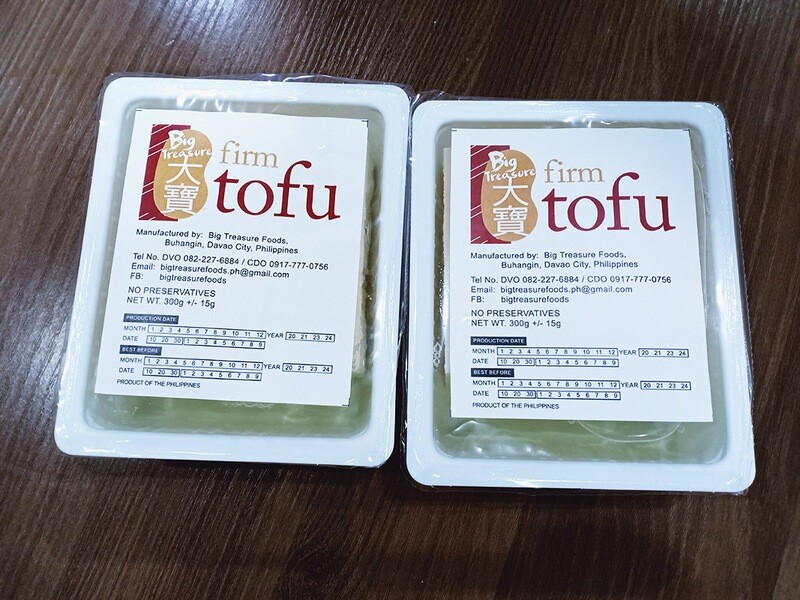 Big
Treasure
大
寶
firm
tofu
Manufactured by: Big Treasure Foods,
Buhangin, Davao City, Philippines
Tel No. DVO 082-227-6884 / CDO 0917-777-0756
Email: bigtreasurefoods.ph@gmail.com
FB: bigtreasurefoods
NO PRESERVATIVES
NET WT. 300g +/- 15g
PRODUCTION DATE
MONTH 1 2 3 4 5 6 7 8 9 10 11 12 YEAR 20 21 23 24
DATE 10 20 30 1 2 3 4 5 6 7 8 9
BEST BEFORE
MONTH 1 2 3 4 5 6 7 8 9 10 11 12 YEAR 20 21 23 24
DATE 10 20 30 1 2 3 4 5 6 7 8 9
PRODUCT OF THE PHILIPPINES
Big
Treasure
大
寶
firm
tofu
Manufactured by: Big Treasure Foods,
Buhangin, Davao City, Philippines
Tel No. DVO 082-227-6884 / CDO 0917-777-0756
Email: bigtreasurefoods.ph@gmail.com
FB: bigtreasurefoods
NO PRESERVATIVES
NET WT. 300g +/- 15g
PRODUCTION DATE
MONTH 1 2 3 4 5 6 7 8 9 10 11 12 YEAR 20 21 23 24
DATE 10 20 30 1 2 3 4 5 6 7 8 9
BEST BEFORE
MONTH 1 2 3 4 5 6 7 8 9 10 11 12 YEAR 20 21 23 24
DATE 10 20 30 1 2 3 4 5 6 7 8 9
PRODUCT OF THE PHILIPPINES